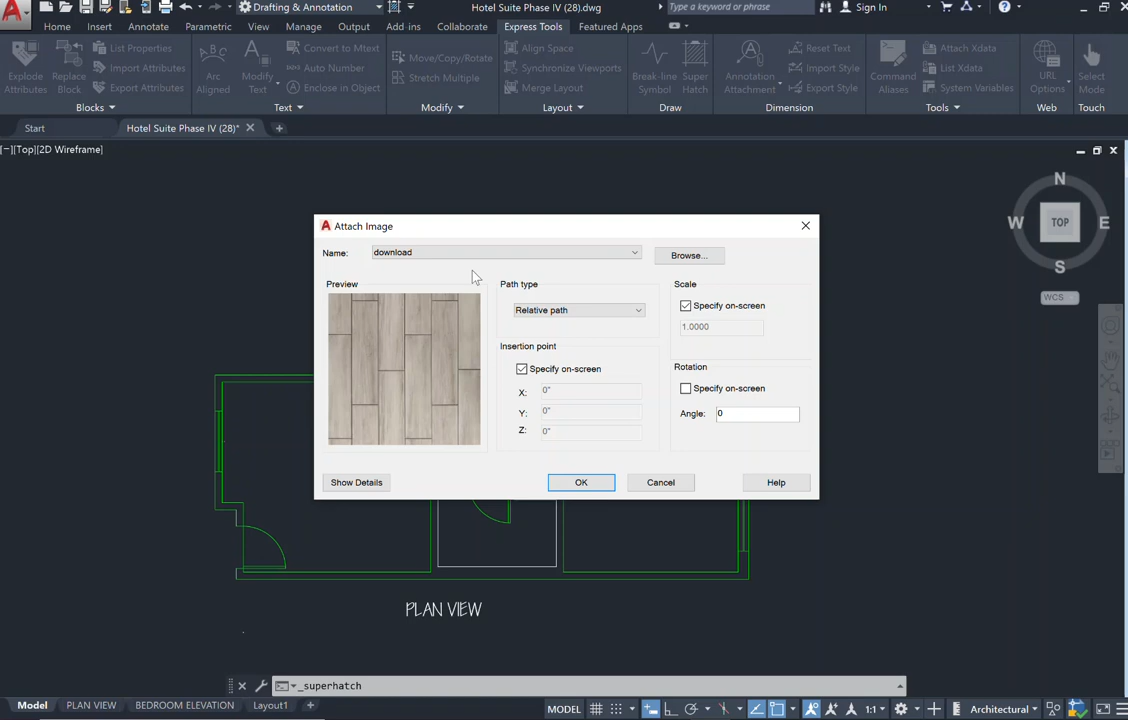 A Drafting & Annotation Hotel Suite Phase IV (28).dwg Type a keyword or phrase Sign In
Home Insert Annotate Parametric View Manage Output Add-ins Collaborate Express Tools Featured Apps
Explode Attributes
Replace Block
List Properties
Import Attributes
Export Attributes
Arc Aligned
Modify Text
Convert to Mtext
Auto Number
Enclose in Object
Move/Copy/Rotate
Stretch Multiple
Align Space
Synchronize Viewports
Merge Layout
Break-line Symbol
Super Hatch
Annotation Attachment
Reset Text
Import Style
Export Style
Command Aliases
Attach Xdata
List Xdata
System Variables
URL Options
Select Mode
Blocks Text Modify Layout Draw Dimension Tools Web Touch
Start Hotel Suite Phase IV (28)*
[−][Top][2D Wireframe]
N
W TOP E
S
WCS
A Attach Image
Name: download Browse...
Preview
Path type
Relative path
Insertion point
Specify on-screen
X: 0"
Y: 0"
Z: 0"
Scale
Specify on-screen
1.0000
Rotation
Specify on-screen
Angle: 0
Show Details OK Cancel Help
PLAN VIEW
_superhatch
Model PLAN VIEW BEDROOM ELEVATION Layout1 + MODEL 1:1 Architectural